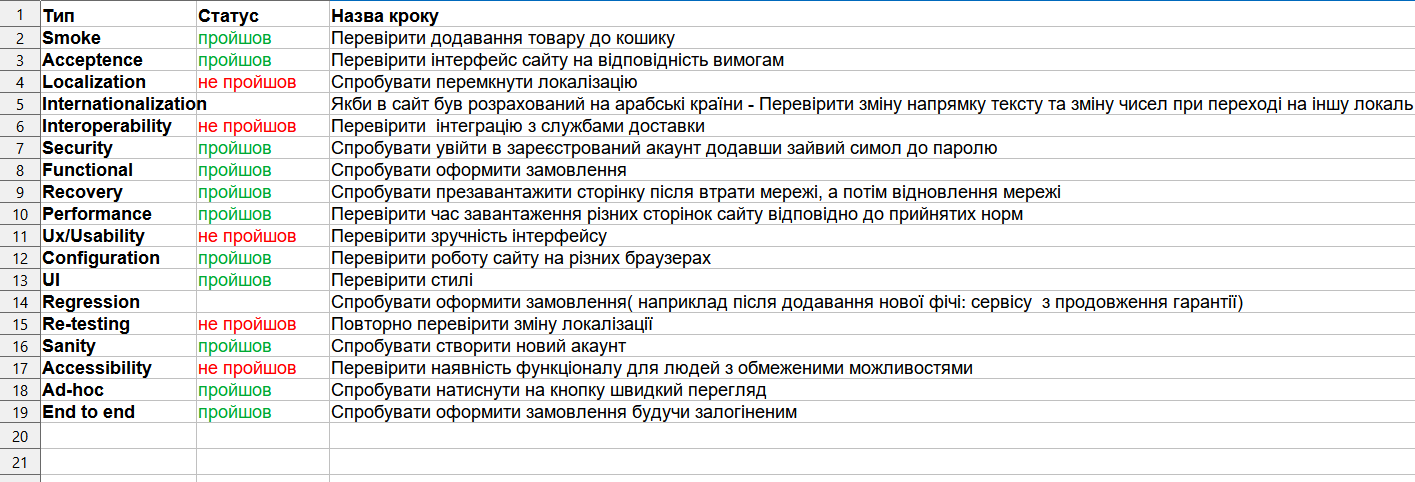 1 Тип Статус Назва кроку
2 Smoke пройшов Перевірити додавання товару до кошику
3 Acceptence пройшов Перевірити інтерфейс сайту на відповідність вимогам
4 Localization не пройшов Спробувати перемкнути локалізацію
5 Internationalization Якби в сайт був розрахований на арабські країни - Перевірити зміну напрямку тексту та зміну чисел при переході на іншу локаль
6 Interoperability не пройшов Перевірити  інтеграцію з службами доставки
7 Security пройшов Спробувати увійти в зареєстрований акаунт додавши зайвий симол до паролю
8 Functional пройшов Спробувати оформити замовлення
9 Recovery пройшов Спробувати презавантажити сторінку після втрати мережі, а потім відновлення мережі
10 Performance пройшов Перевірити час завантаження різних сторінок сайту відповідно до прийнятих норм
11 Ux/Usability не пройшов Перевірити зручність інтерфейсу
12 Configuration пройшов Перевірити роботу сайту на різних браузерах
13 UI пройшов Перевірити стилі
14 Regression Спробувати оформити замовлення( наприклад після додавання нової фічі: сервісу  з продовження гарантії)
15 Re-testing не пройшов Повторно перевірити зміну локалізації
16 Sanity пройшов Спробувати створити новий акаунт
17 Accessibility не пройшов Перевірити наявність функціоналу для людей з обмеженими можливостями
18 Ad-hoc пройшов Спробувати натиснути на кнопку швидкий перегляд
19 End to end пройшов Спробувати оформити замовлення будучи залогіненим
20
21